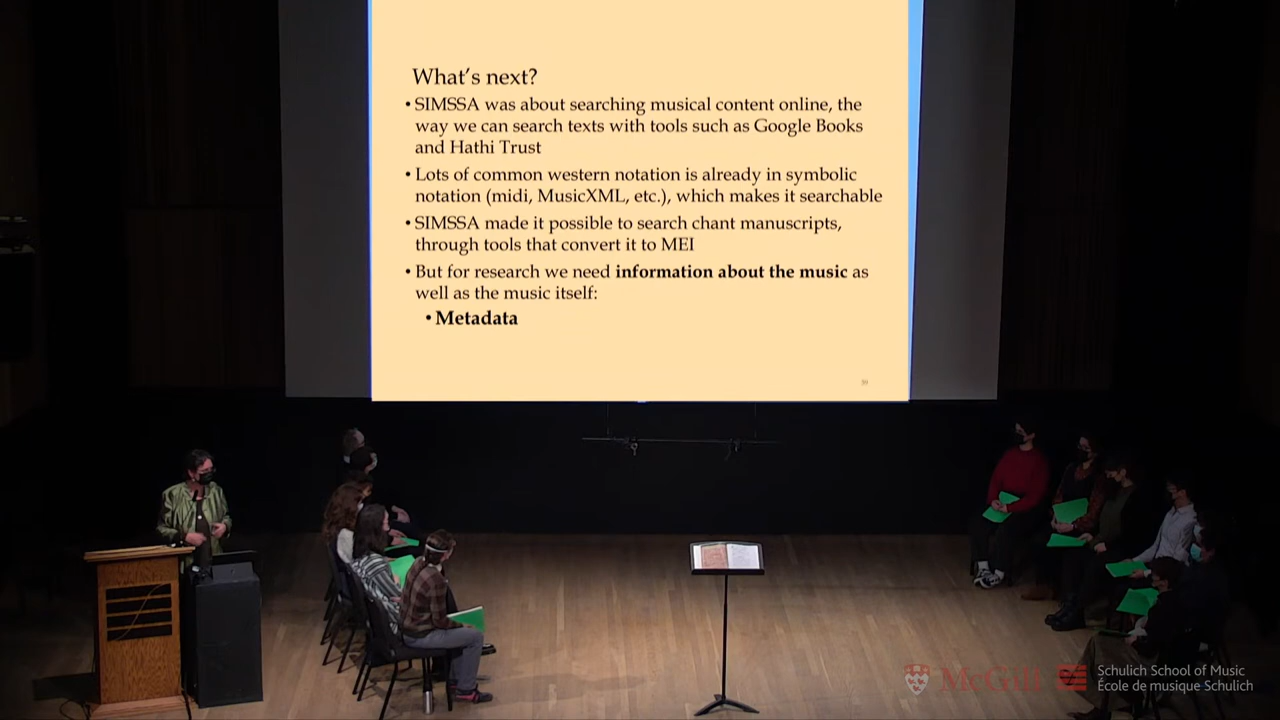 What's next?
• SIMSSA was about searching musical content online, the
way we can search texts with tools such as Google Books
and Hathi Trust
• Lots of common western notation is already in symbolic
notation (midi, MusicXML, etc.), which makes it searchable
• SIMSSA made it possible to search chant manuscripts,
through tools that convert it to MEI
• But for research we need information about the music as
well as the music itself:
• Metadata
McGill
Schulich School of Music
École de musique Schulich